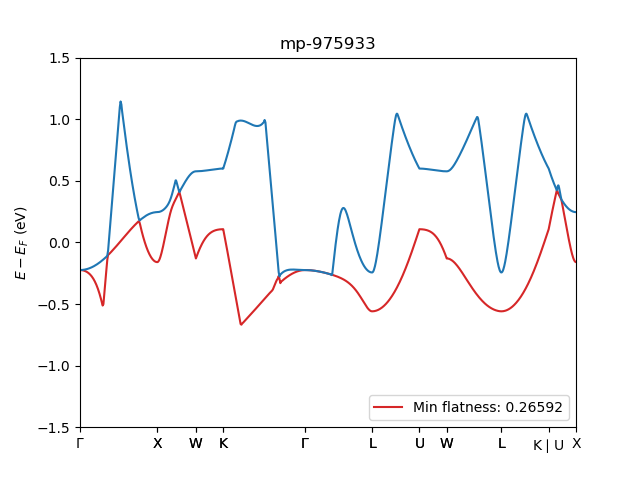 mp-975933
1.5
1.0
0.5
0.0
−0.5
−1.0
−1.5
E − E_F (eV)
Min flatness: 0.26592
Γ X W K Γ L U W L K | U X